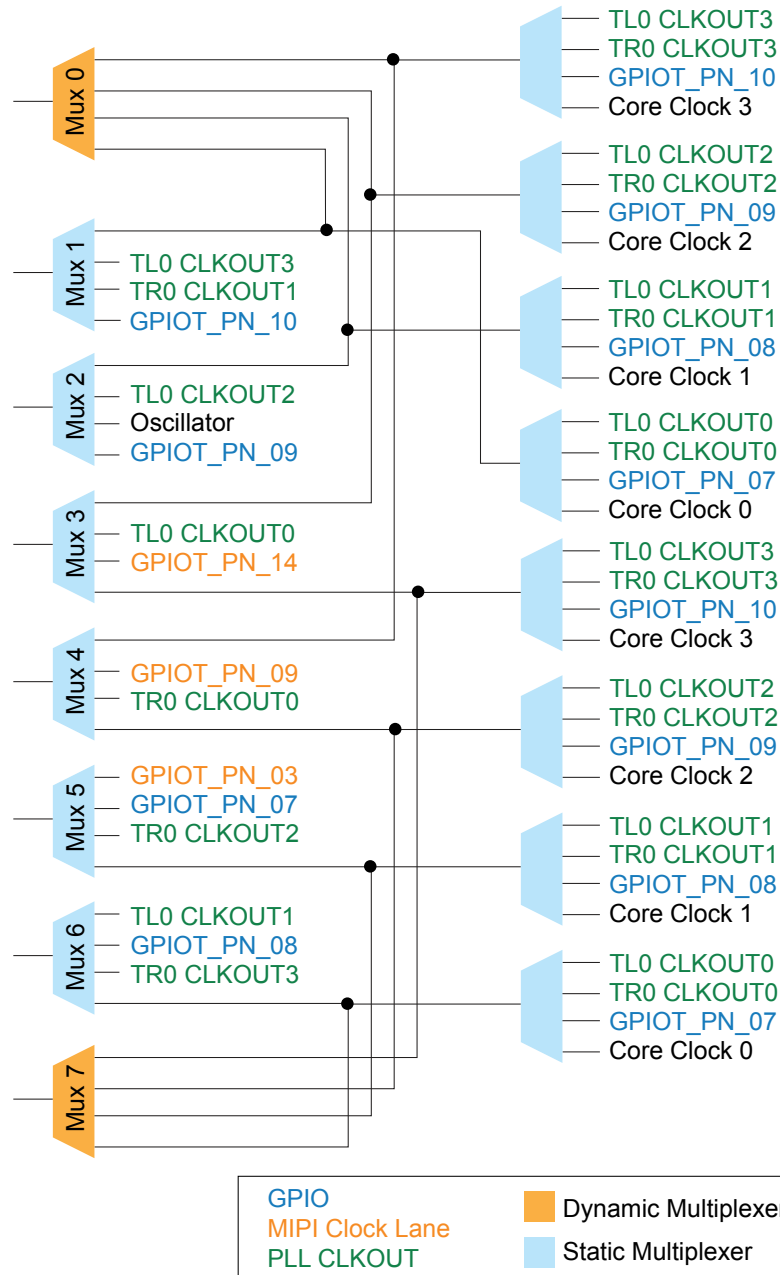 Mux 0
Mux 1
TL0 CLKOUT3
TR0 CLKOUT1
GPIOT_PN_10
Mux 2
TL0 CLKOUT2
Oscillator
GPIOT_PN_09
Mux 3
TL0 CLKOUT0
GPIOT_PN_14
Mux 4
GPIOT_PN_09
TR0 CLKOUT0
Mux 5
GPIOT_PN_03
GPIOT_PN_07
TR0 CLKOUT2
Mux 6
TL0 CLKOUT1
GPIOT_PN_08
TR0 CLKOUT3
Mux 7
TL0 CLKOUT3
TR0 CLKOUT3
GPIOT_PN_10
Core Clock 3
TL0 CLKOUT2
TR0 CLKOUT2
GPIOT_PN_09
Core Clock 2
TL0 CLKOUT1
TR0 CLKOUT1
GPIOT_PN_08
Core Clock 1
TL0 CLKOUT0
TR0 CLKOUT0
GPIOT_PN_07
Core Clock 0
TL0 CLKOUT3
TR0 CLKOUT3
GPIOT_PN_10
Core Clock 3
TL0 CLKOUT2
TR0 CLKOUT2
GPIOT_PN_09
Core Clock 2
TL0 CLKOUT1
TR0 CLKOUT1
GPIOT_PN_08
Core Clock 1
TL0 CLKOUT0
TR0 CLKOUT0
GPIOT_PN_07
Core Clock 0
GPIO
MIPI Clock Lane
PLL CLKOUT
Dynamic Multiplexe
Static Multiplexer